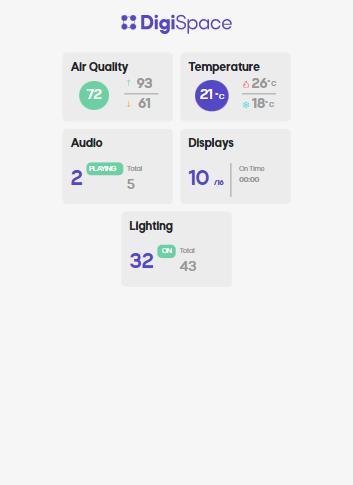 DigiSpace
Air Quality
72
↑ 93
↓ 61
Temperature
21°C
26°C
18°C
Audio
2 PLAYING
Total
5
Displays
10 /16
On Time
00:00
Lighting
32 ON
Total
43